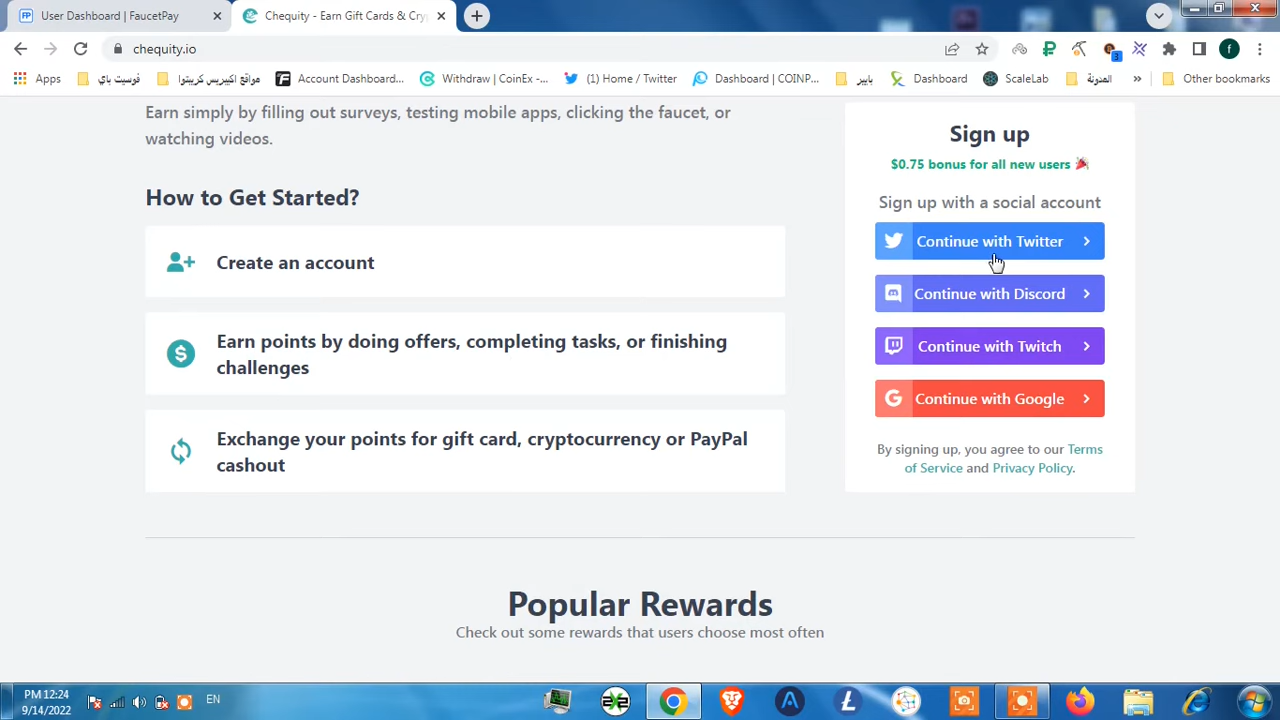 User Dashboard | FaucetPay
Chequity - Earn Gift Cards & Cry
chequity.io
3
f
Apps
فوسيت باي
مواقع اكبيريس كريبتوا
Account Dashboard...
Withdraw | CoinEx -...
(1) Home / Twitter
Dashboard | COINP...
بايير
Dashboard
ScaleLab
المدونة
»
Other bookmarks
Earn simply by filling out surveys, testing mobile apps, clicking the faucet, or
watching videos.
How to Get Started?
Create an account
Earn points by doing offers, completing tasks, or finishing
challenges
Exchange your points for gift card, cryptocurrency or PayPal
cashout
Sign up
$0.75 bonus for all new users 🎉
Sign up with a social account
Continue with Twitter
Continue with Discord
Continue with Twitch
Continue with Google
By signing up, you agree to our Terms
of Service and Privacy Policy.
Popular Rewards
Check out some rewards that users choose most often
PM 12:24
9/14/2022
EN